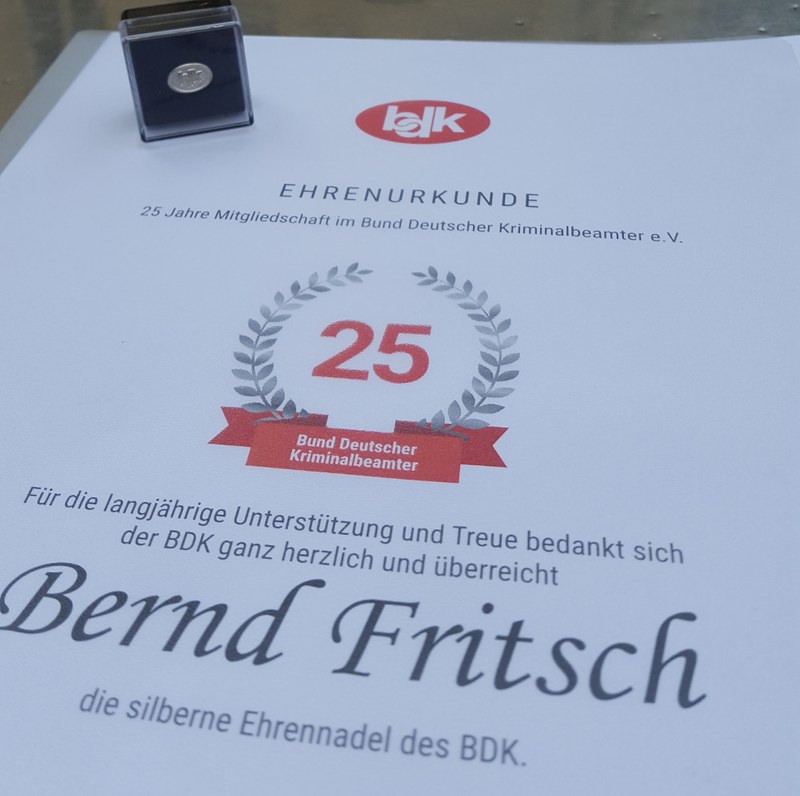 bdk
EHRENURKUNDE
25 Jahre Mitgliedschaft im Bund Deutscher Kriminalbeamter e.V.
25
Bund Deutscher
Kriminalbeamter
Für die langjährige Unterstützung und Treue bedankt sich
der BDK ganz herzlich und überreicht
Bernd Fritsch
die silberne Ehrennadel des BDK.